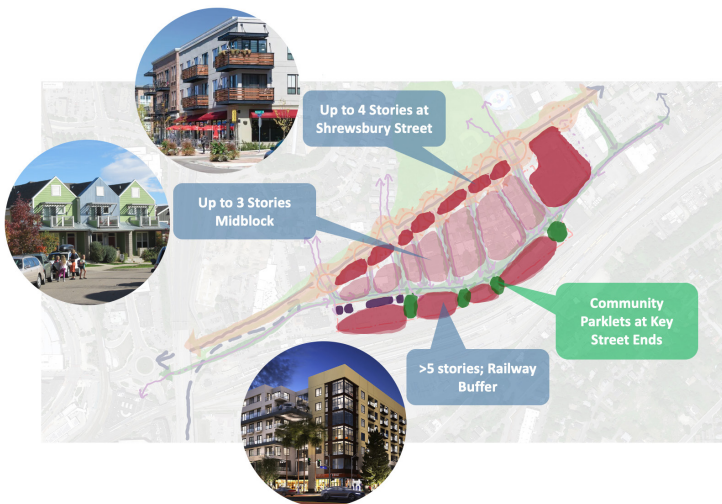 Up to 4 Stories at
Shrewsbury Street
Up to 3 Stories
Midblock
Community
Parklets at Key
Street Ends
>5 stories; Railway
Buffer